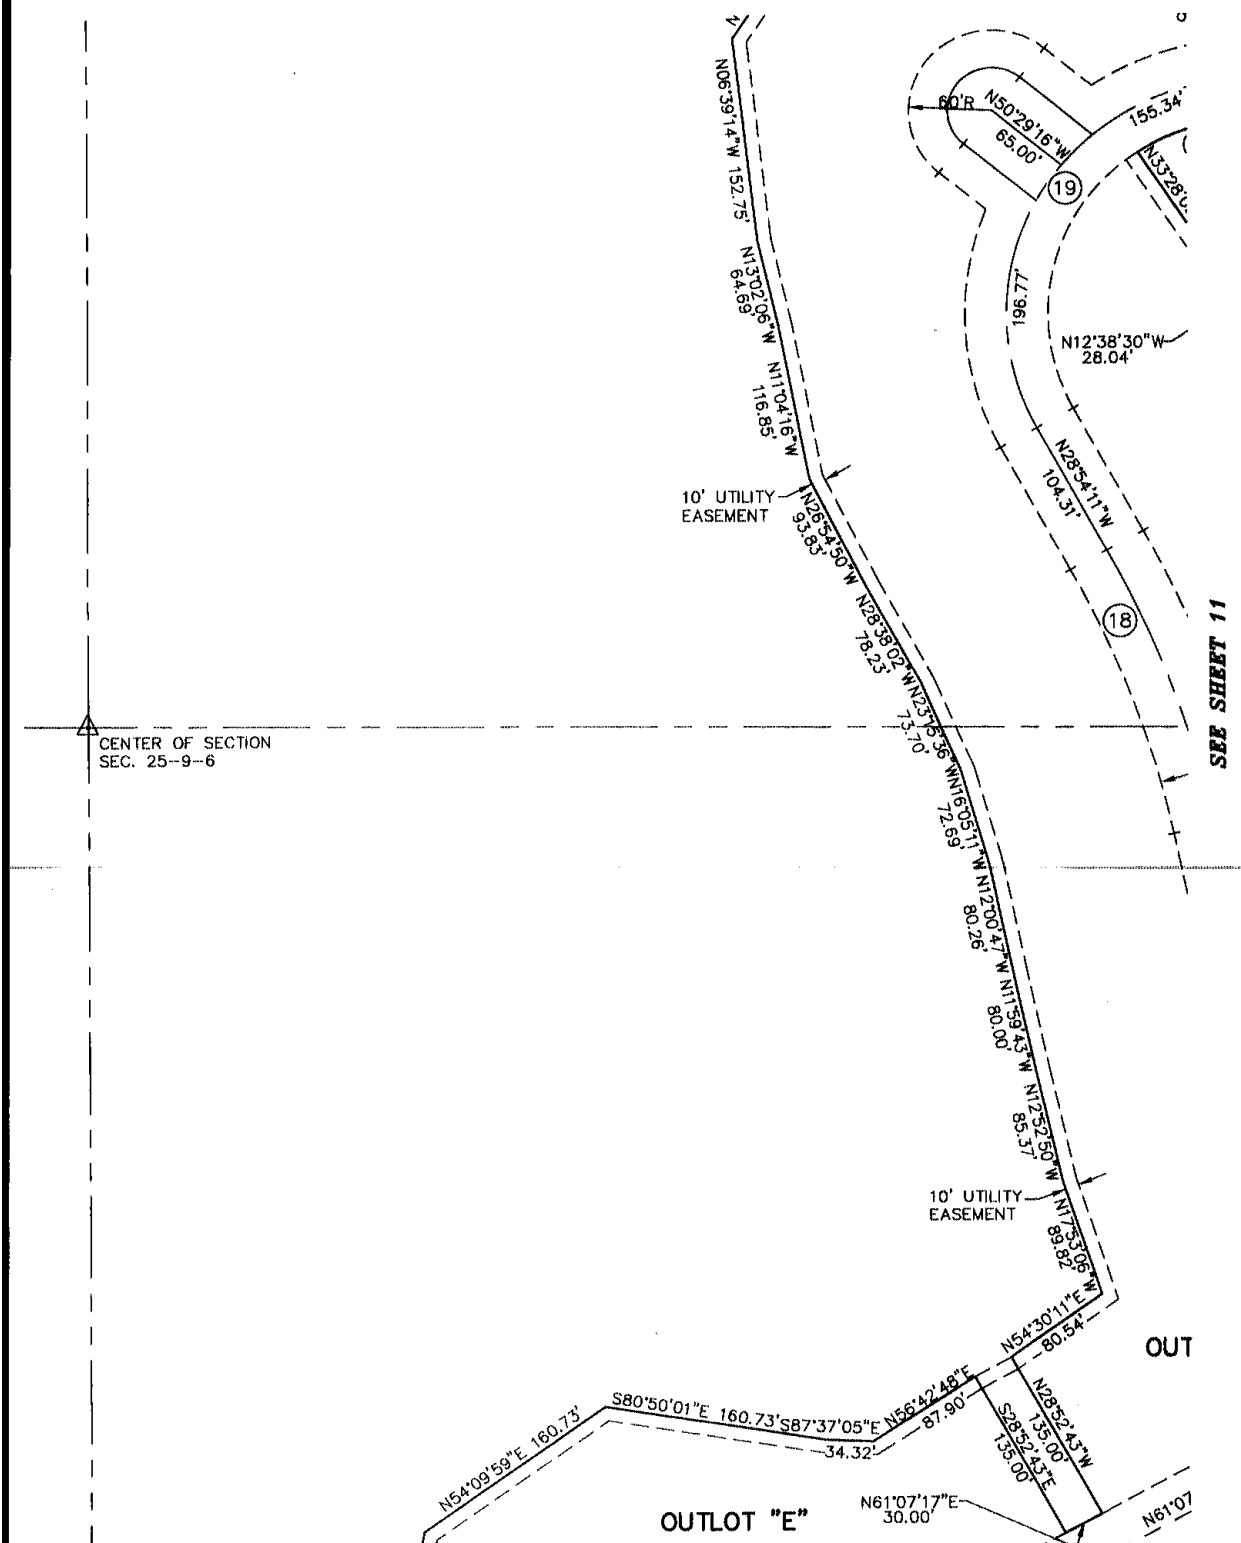 N06°39'14"W 152.75'
60'R
N50°29'16"W
65.00'
155.34'
19
N13°02'06"W
64.69'
196.77'
N12°38'30"W
28.04'
N11°04'16"W
116.85'
N28°54'11"W
104.31'
10' UTILITY
EASEMENT
N26°54'50"W
93.83'
N28°38'02"W
78.23'
18
SEE SHEET 11
N23°15'36"W
73.70'
CENTER OF SECTION
SEC. 25--9-6
N16°05'11"W
72.69'
N12°00'47"W
80.26'
N11°59'43"W
80.00'
N12°52'50"W
85.37'
10' UTILITY
EASEMENT
N17°53'06"W
89.82'
N54°30'11"E
80.54'
OUT
N56°42'48"E
87.90'
N28°52'43"W
135.00'
S28°52'43"E
135.00'
S80°50'01"E 160.73'
S87°37'05"E
34.32'
N54°09'59"E 160.73'
OUTLOT "E"
N61°07'17"E
30.00'
N61°07